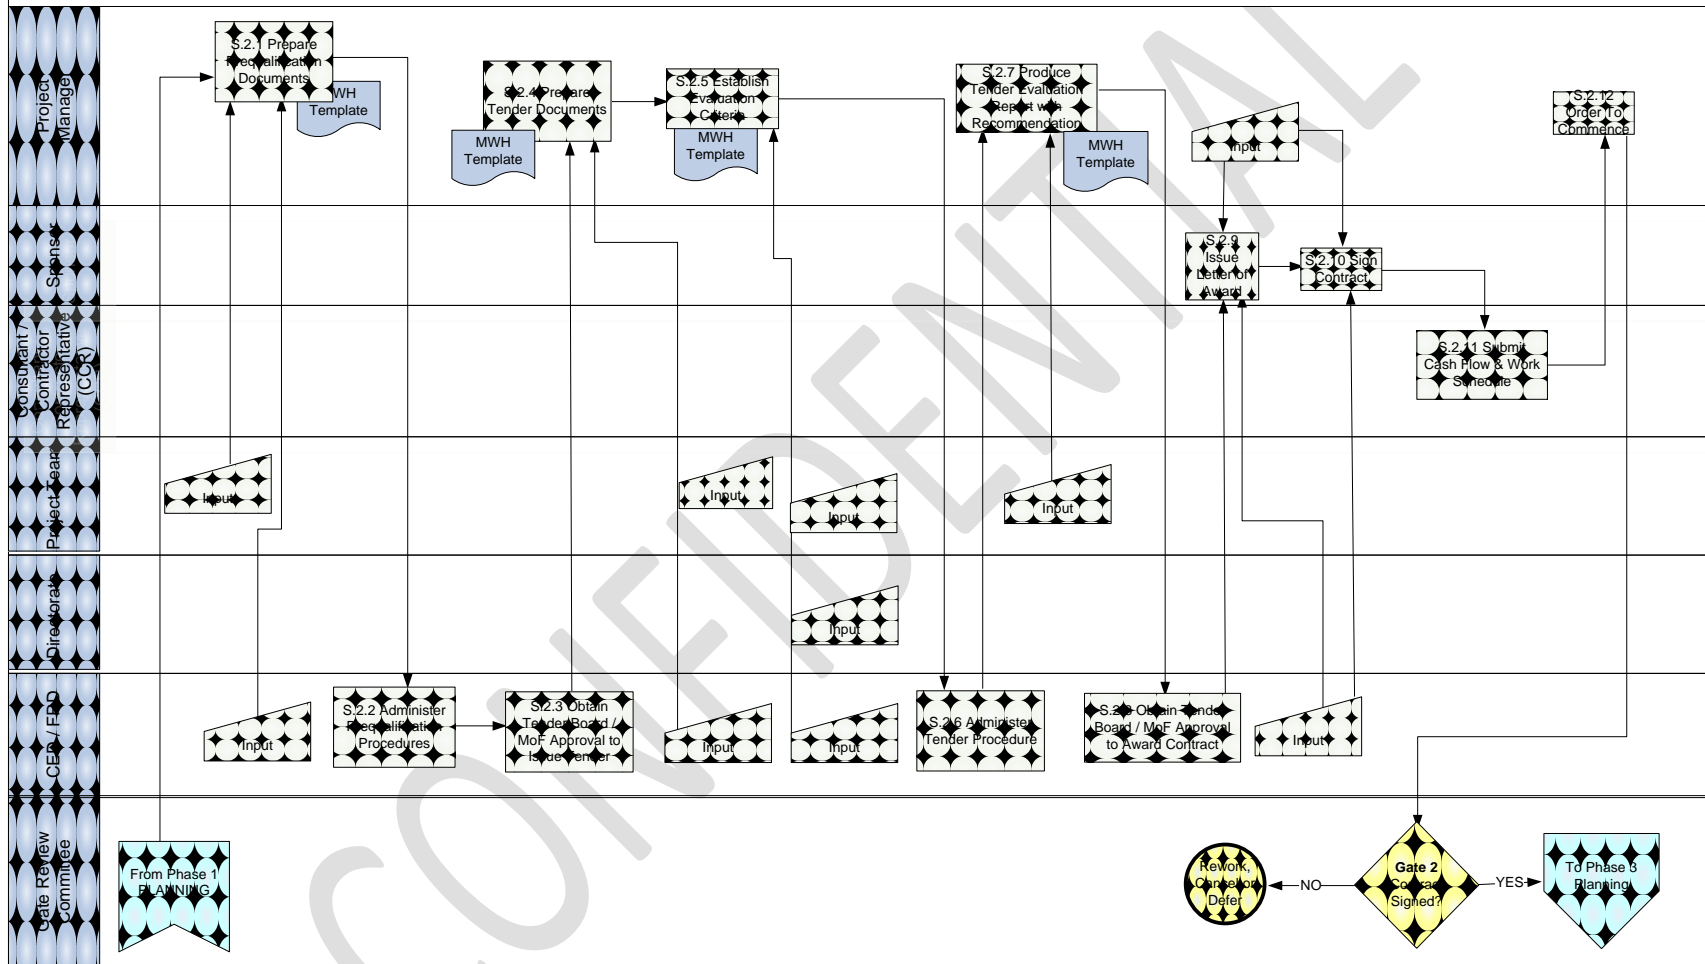 Project
Manager
Sponser
Consultant /
Contractor
Representative
(CCR)
Project Team
Directorate
CED / FPD
Gate Review
Committee
S.2.1 Prepare
Prequalification
Documents
MWH
Template
S.2.4 Prepare
Tender Documents
MWH
Template
S.2.5 Establish
Evaluation
Criteria
MWH
Template
S.2.7 Produce
Tender Evaluation
Report with
Recommendation
MWH
Template
Input
S.2.12
Order To
Commence
S.2.9
Issue
Letter of
Award
S.2.10 Sign
Contract
S.2.11 Submit
Cash Flow & Work
Schedule
Input
Input
Input
Input
Input
Input
S.2.2 Administer
Prequalification
Procedures
S.2.3 Obtain
Tender Board /
MoF Approval to
Issue Tender
Input
Input
S.2.6 Administer
Tender Procedure
S.2.8 Obtain Tender
Board / MoF Approval
to Award Contract
Input
From Phase 1
PLANNING
Rework,
Cancel or
Defer
NO
Gate 2
Contract
Signed?
YES
To Phase 3
Planning
CONFIDENTIAL